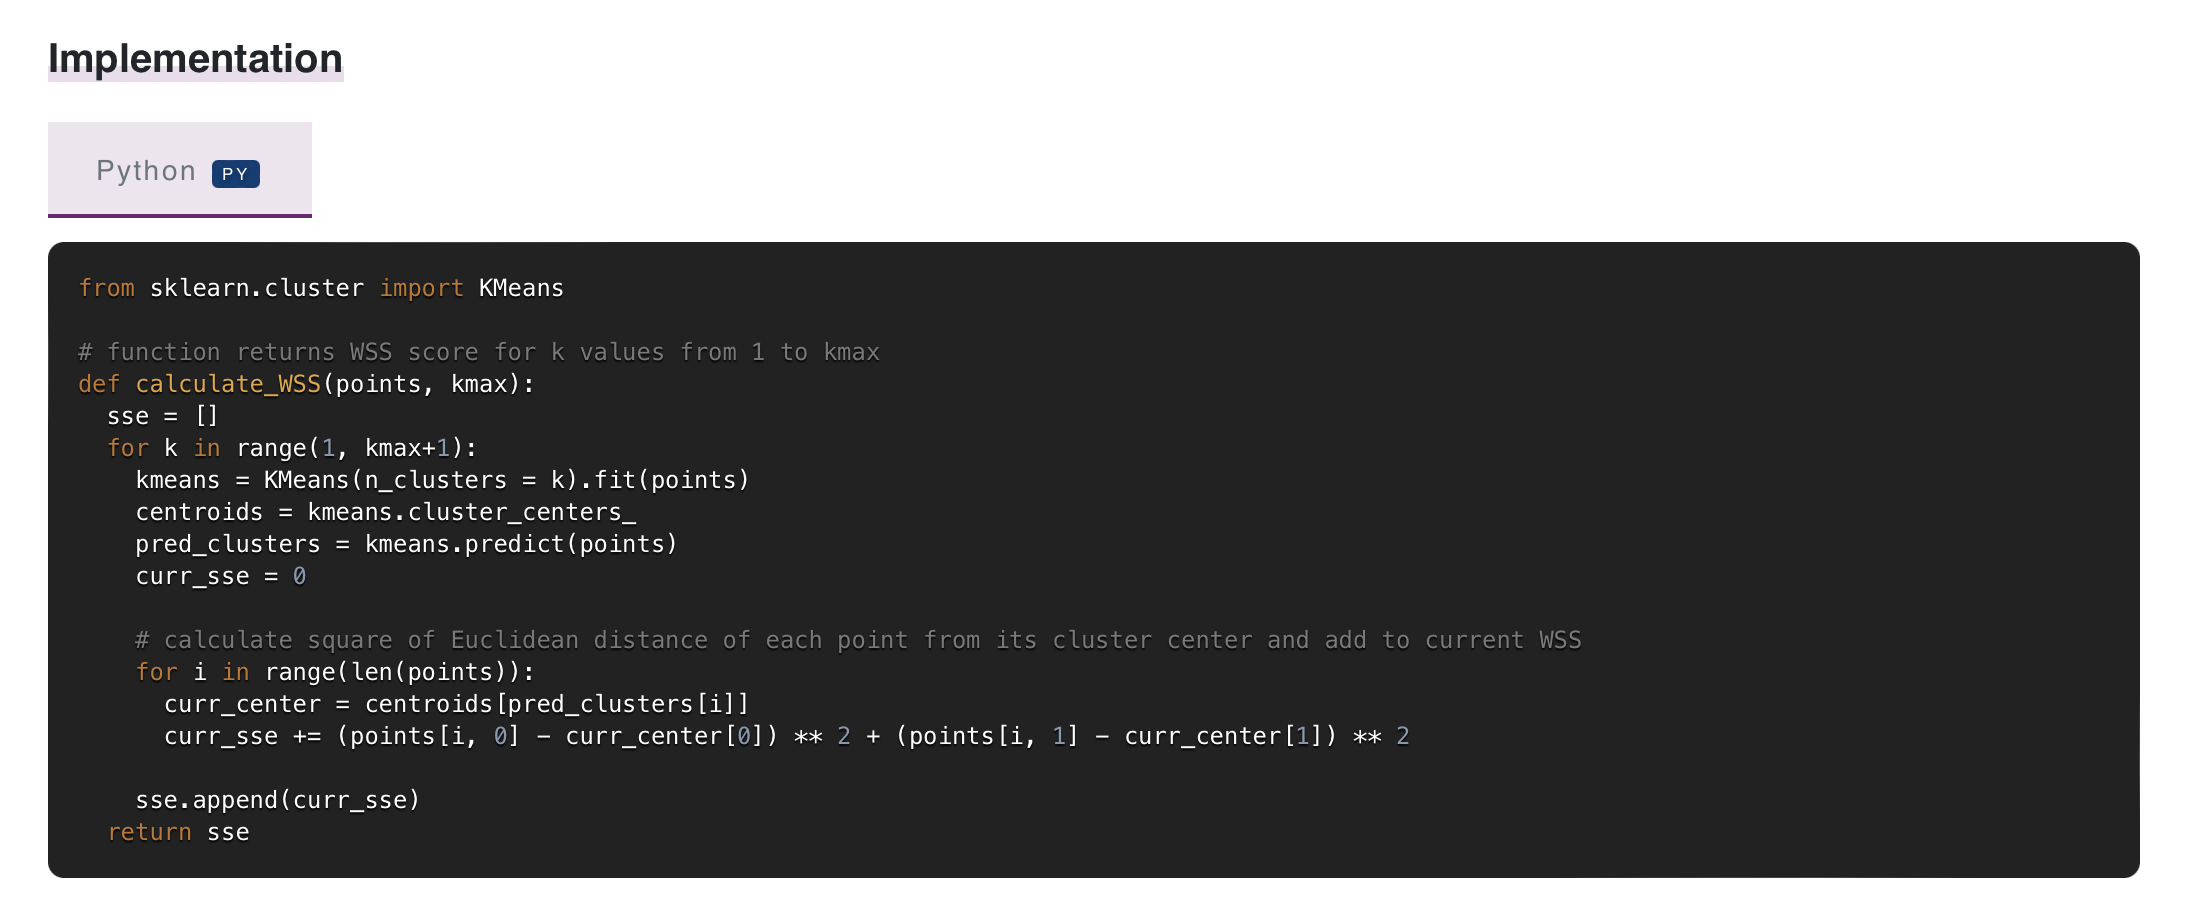 Implementation
Python PY
from sklearn.cluster import KMeans
# function returns WSS score for k values from 1 to kmax
def calculate_WSS(points, kmax):
  sse = []
  for k in range(1, kmax+1):
    kmeans = KMeans(n_clusters = k).fit(points)
    centroids = kmeans.cluster_centers_
    pred_clusters = kmeans.predict(points)
    curr_sse = 0
    # calculate square of Euclidean distance of each point from its cluster center and add to current WSS
    for i in range(len(points)):
      curr_center = centroids[pred_clusters[i]]
      curr_sse += (points[i, 0] - curr_center[0]) ** 2 + (points[i, 1] - curr_center[1]) ** 2
    sse.append(curr_sse)
  return sse